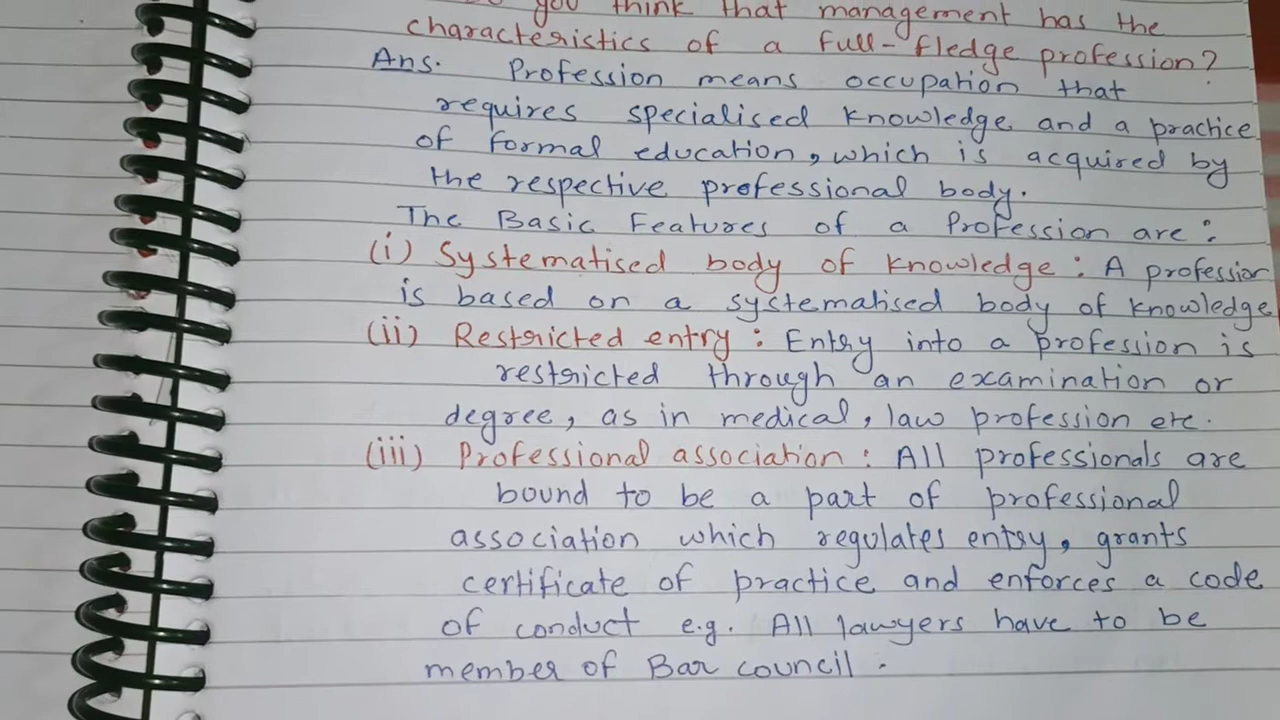 you think that management has the
characteristics of a full-fledge profession?
Ans. Profession means occupation that
requires specialised knowledge and a practice
of formal education, which is acquired by
the respective professional body.
The Basic Features of a Profession are:
(i) Systematised body of knowledge: A profession
is based on a systematised body of knowledge
(ii) Restricted entry: Entry into a profession is
restricted through an examination or
degree, as in medical, law profession etc.
(iii) Professional association: All professionals are
bound to be a part of professional
association which regulates entry, grants
certificate of practice and enforces a code
of conduct e.g. All lawyers have to be
member of Bar council.